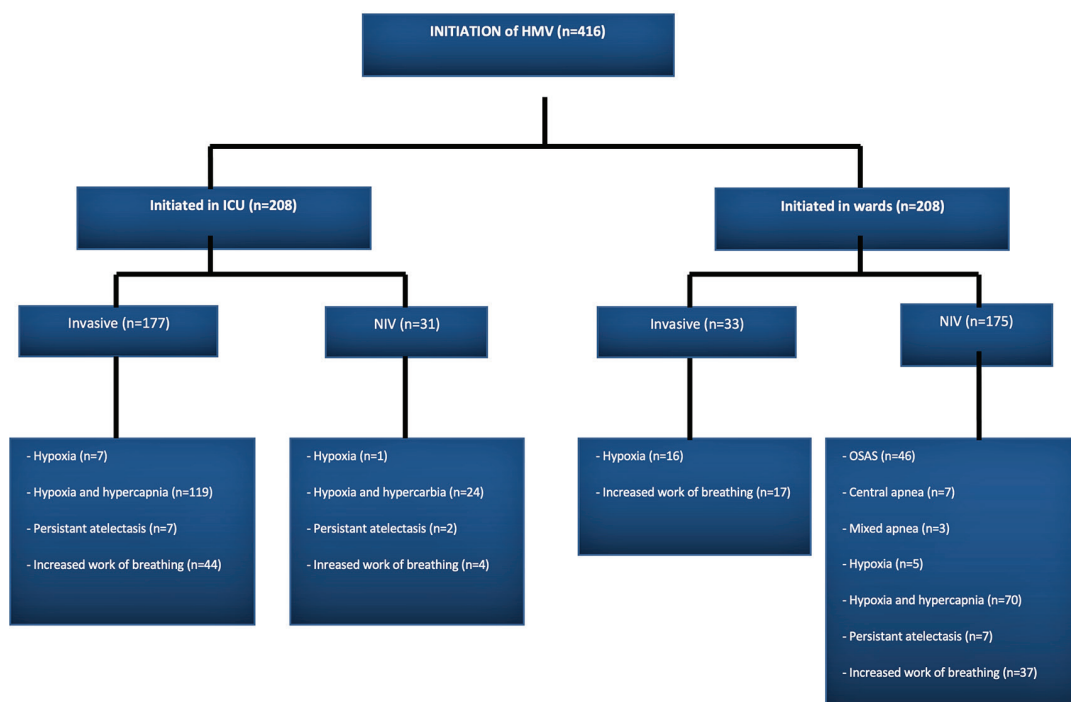 INITIATION of HMV (n=416)
Initiated in ICU (n=208)
Initiated in wards (n=208)
Invasive (n=177)
NIV (n=31)
Invasive (n=33)
NIV (n=175)
- Hypoxia (n=7)
- Hypoxia and hypercapnia (n=119)
- Persistant atelectasis (n=7)
- Increased work of breathing (n=44)
- Hypoxia (n=1)
- Hypoxia and hypercarbia (n=24)
- Persistant atelectasis (n=2)
- Inreased work of breathing (n=4)
- Hypoxia (n=16)
- Increased work of breathing (n=17)
- OSAS (n=46)
- Central apnea (n=7)
- Mixed apnea (n=3)
- Hypoxia (n=5)
- Hypoxia and hypercapnia (n=70)
- Persistant atelectasis (n=7)
- Increased work of breathing (n=37)